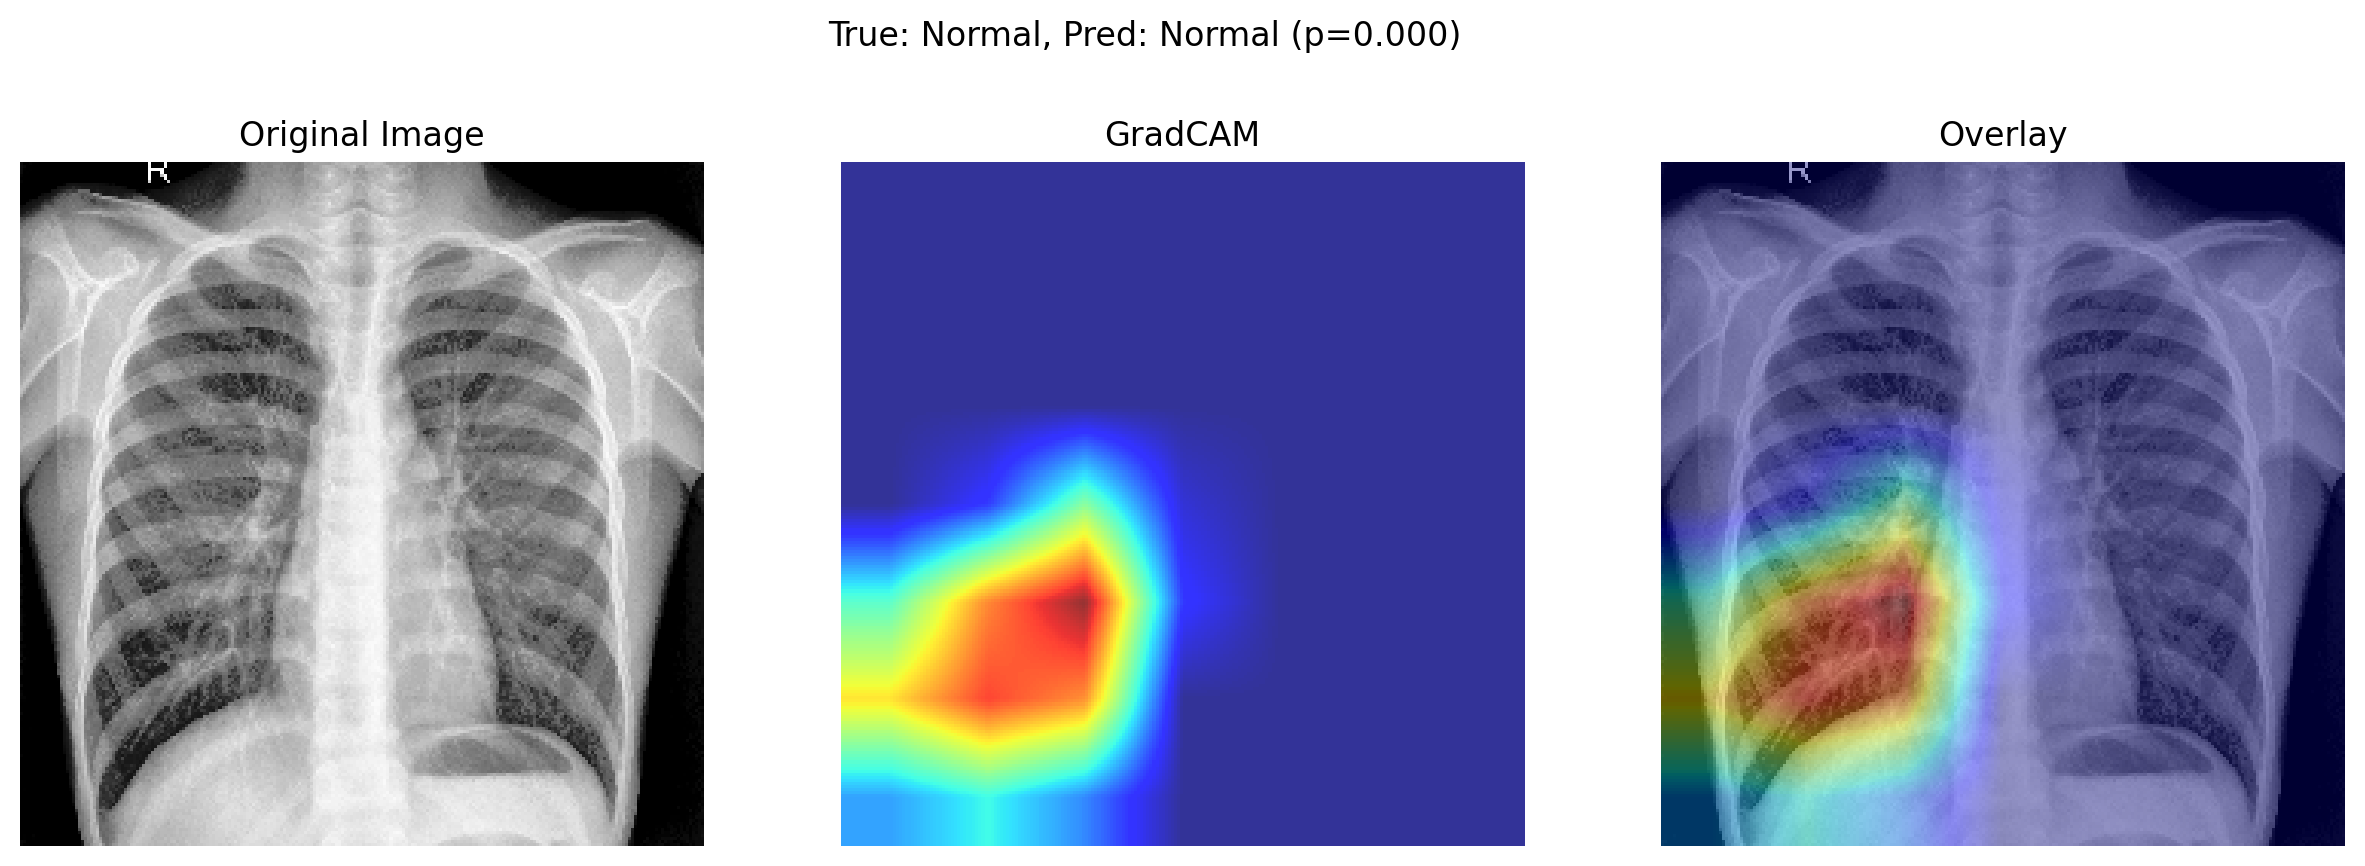 True: Normal, Pred: Normal (p=0.000)
Original Image
GradCAM
Overlay
R
R